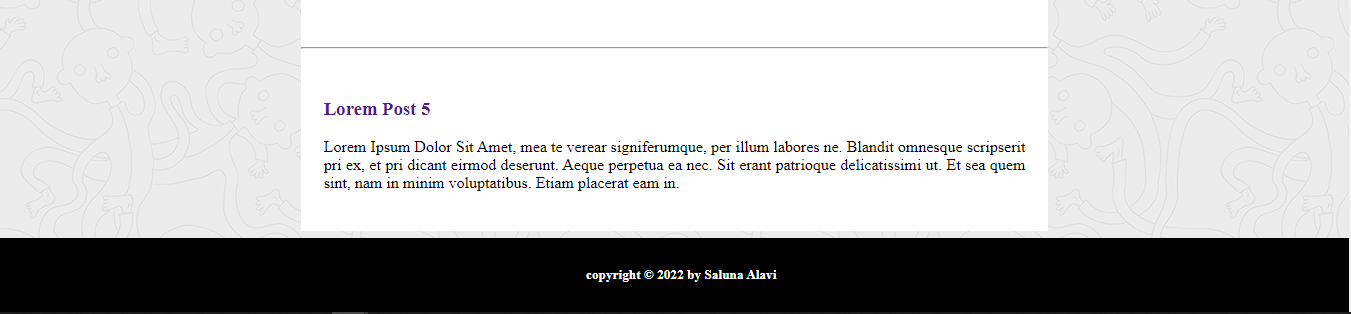 Lorem Post 5
Lorem Ipsum Dolor Sit Amet, mea te verear signiferumque, per illum labores ne. Blandit omnesque scripserit
pri ex, et pri dicant eirmod deserunt. Aeque perpetua ea nec. Sit erant patrioque delicatissimi ut. Et sea quem
sint, nam in minim voluptatibus. Etiam placerat eam in.
copyright © 2022 by Saluna Alavi